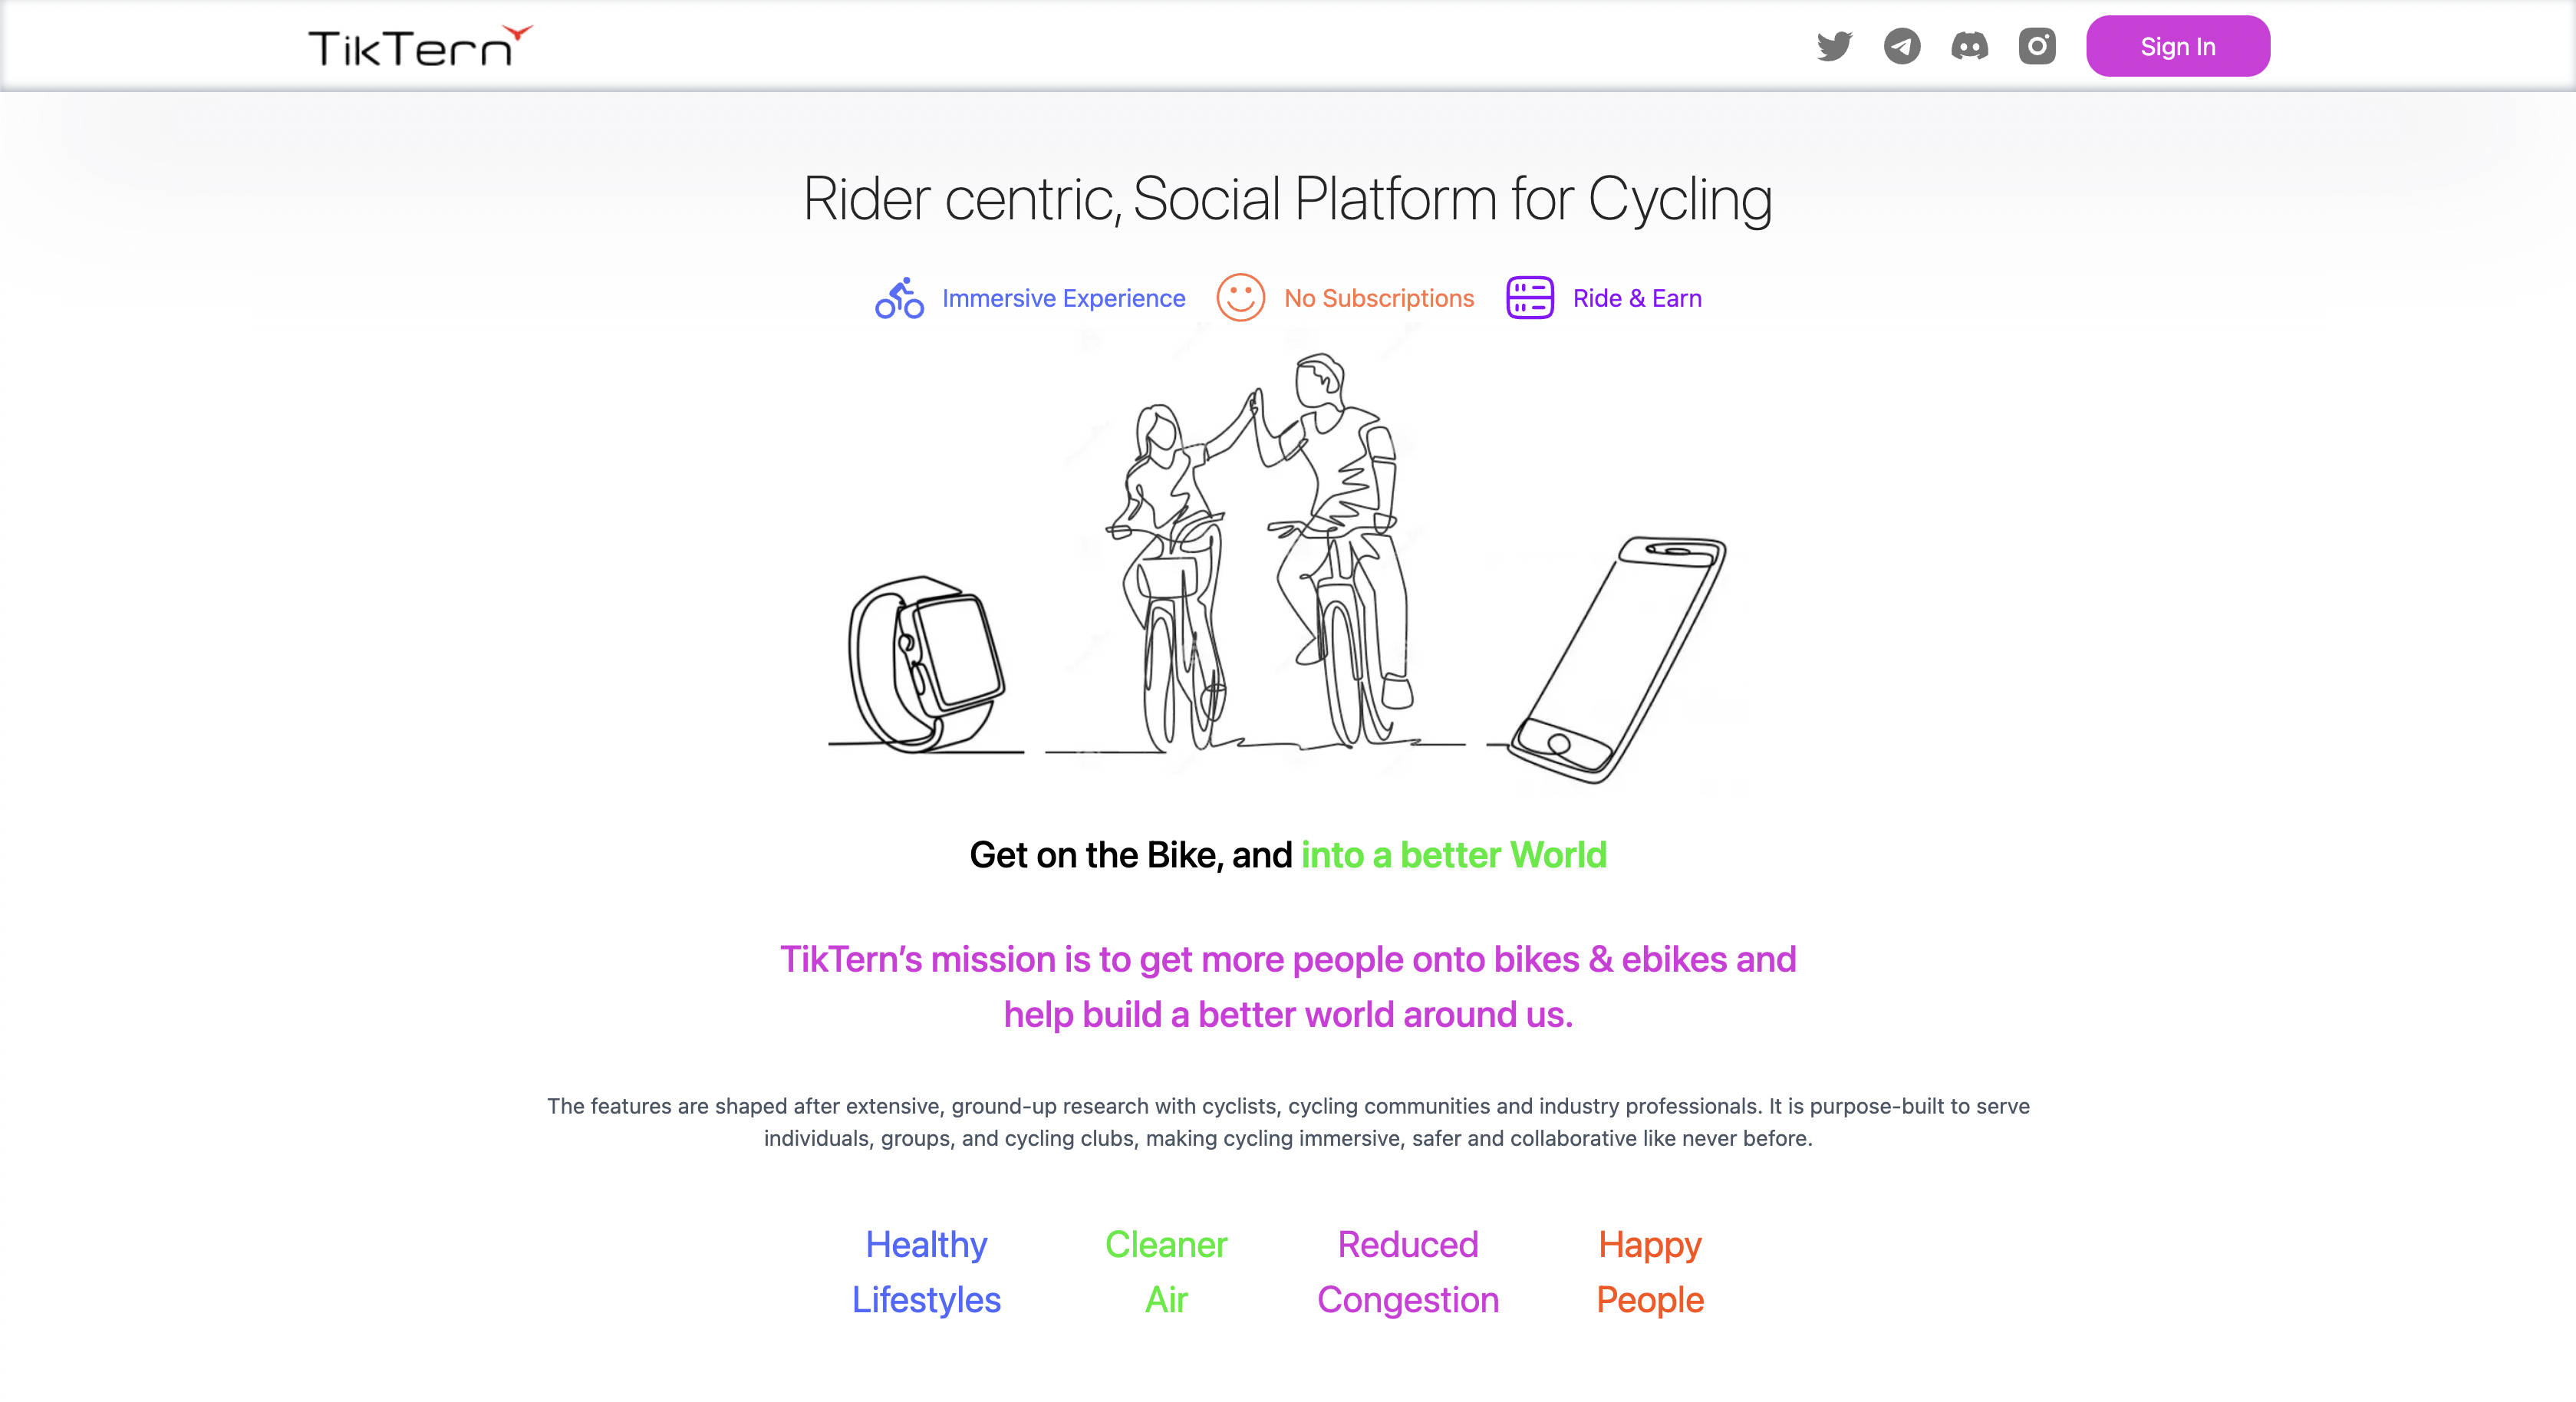 TikTern
Sign In
Rider centric, Social Platform for Cycling
Immersive Experience
No Subscriptions
Ride & Earn
Get on the Bike, and into a better World
TikTern’s mission is to get more people onto bikes & ebikes and
help build a better world around us.
The features are shaped after extensive, ground-up research with cyclists, cycling communities and industry professionals. It is purpose-built to serve
individuals, groups, and cycling clubs, making cycling immersive, safer and collaborative like never before.
Healthy
Lifestyles
Cleaner
Air
Reduced
Congestion
Happy
People